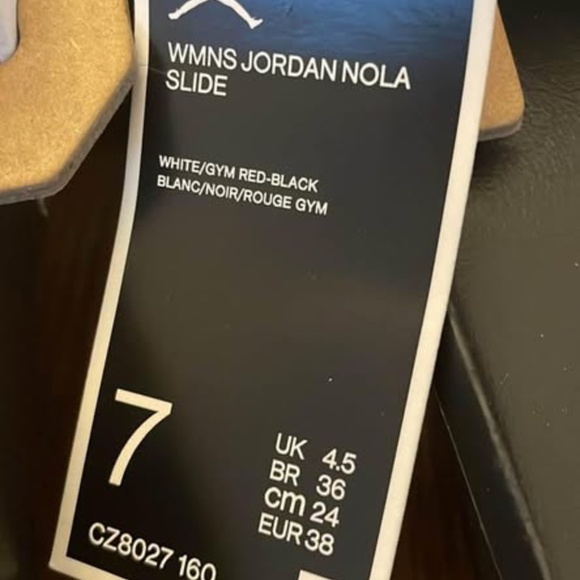 WMNS JORDAN NOLA
SLIDE
WHITE/GYM RED-BLACK
BLANC/NOIR/ROUGE GYM
7
UK 4.5
BR 36
cm 24
EUR 38
CZ8027 160